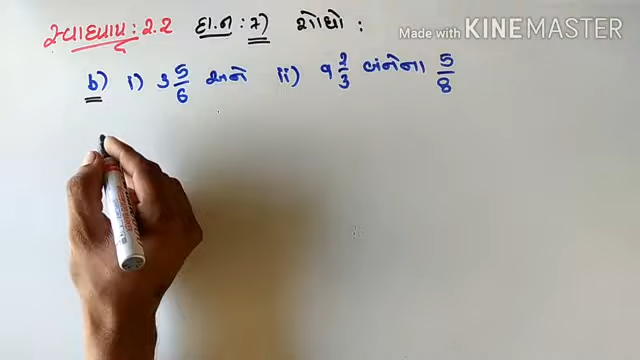 Made with KINEMASTER
સ્વાધ્યાય : 2.2 દા.ન : 7) શોધો :
b) i) 3 5/6 અને ii) 9 2/3 બંનેના 5/8